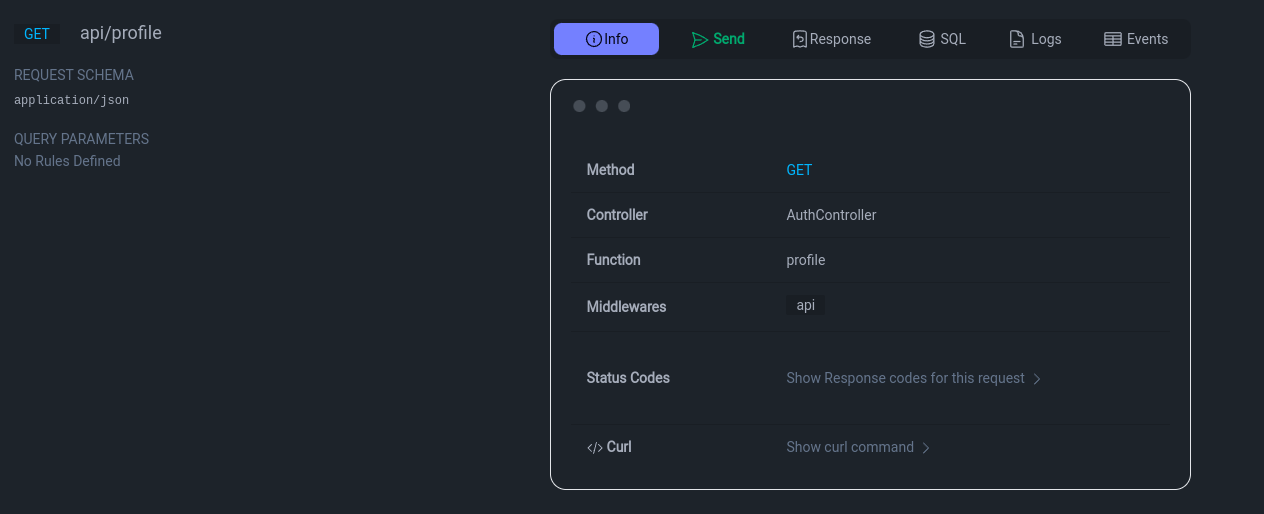 GET api/profile
REQUEST SCHEMA
application/json
QUERY PARAMETERS
No Rules Defined
Info Send Response SQL Logs Events
Method GET
Controller AuthController
Function profile
Middlewares api
Status Codes Show Response codes for this request
</> Curl Show curl command